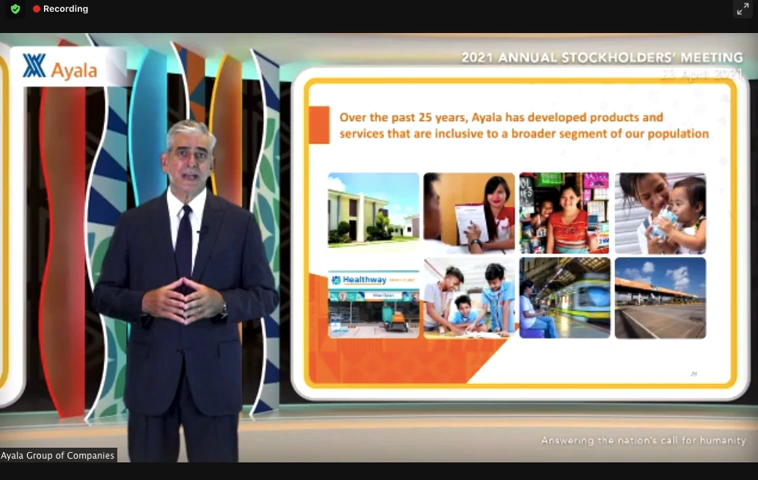 Recording
Ayala
2021 ANNUAL STOCKHOLDERS' MEETING
23 April 2021
Over the past 25 years, Ayala has developed products and
services that are inclusive to a broader segment of our population
Healthway
Answering the nation's call for humanity
Ayala Group of Companies